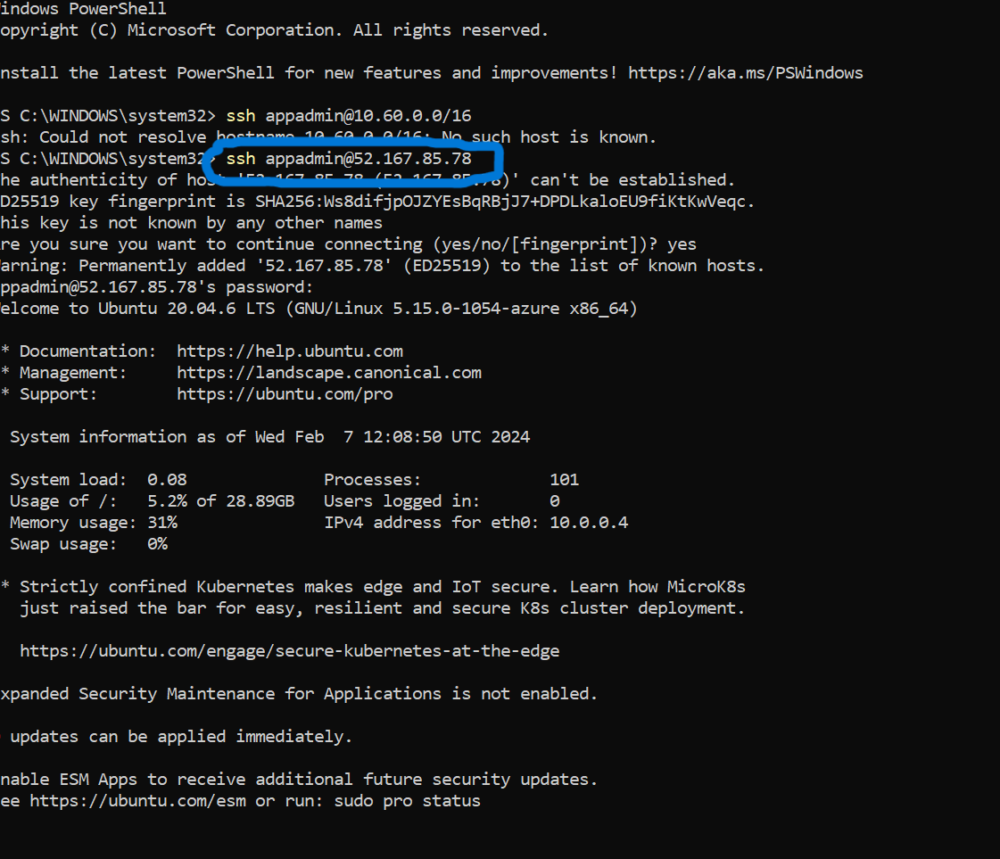 indows PowerShell
opyright (C) Microsoft Corporation. All rights reserved.
nstall the latest PowerShell for new features and improvements! https://aka.ms/PSWindows
S C:\WINDOWS\system32> ssh appadmin@10.60.0.0/16
sh: Could not resolve hostname 10.60.0.0/16: No such host is known.
S C:\WINDOWS\system32> ssh appadmin@52.167.85.78
he authenticity of host '52.167.85.78 (52.167.85.78)' can't be established.
D25519 key fingerprint is SHA256:Ws8difjpOJZYEsBqRBjJ7+DPDLkaloEU9fiKtKwVeqc.
his key is not known by any other names
re you sure you want to continue connecting (yes/no/[fingerprint])? yes
arning: Permanently added '52.167.85.78' (ED25519) to the list of known hosts.
ppadmin@52.167.85.78's password:
elcome to Ubuntu 20.04.6 LTS (GNU/Linux 5.15.0-1054-azure x86_64)
* Documentation:  https://help.ubuntu.com
* Management:     https://landscape.canonical.com
* Support:        https://ubuntu.com/pro
System information as of Wed Feb  7 12:08:50 UTC 2024
System load:  0.08                Processes:             101
Usage of /:   5.2% of 28.89GB   Users logged in:       0
Memory usage: 31%               IPv4 address for eth0: 10.0.0.4
Swap usage:   0%
* Strictly confined Kubernetes makes edge and IoT secure. Learn how MicroK8s
just raised the bar for easy, resilient and secure K8s cluster deployment.
https://ubuntu.com/engage/secure-kubernetes-at-the-edge
xpanded Security Maintenance for Applications is not enabled.
updates can be applied immediately.
nable ESM Apps to receive additional future security updates.
ee https://ubuntu.com/esm or run: sudo pro status